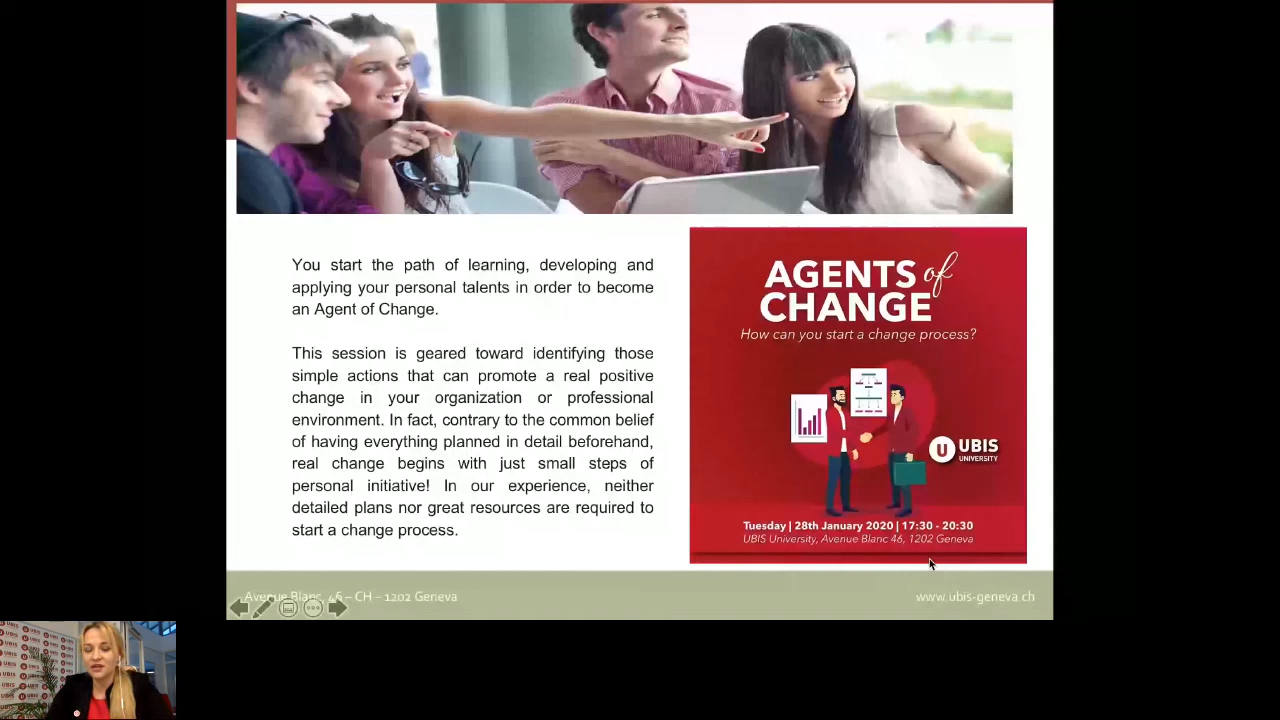 You start the path of learning, developing and
applying your personal talents in order to become
an Agent of Change.
This session is geared toward identifying those
simple actions that can promote a real positive
change in your organization or professional
environment. In fact, contrary to the common belief
of having everything planned in detail beforehand,
real change begins with just small steps of
personal initiative! In our experience, neither
detailed plans nor great resources are required to
start a change process.
AGENTS of
CHANGE
How can you start a change process?
U UBIS
UNIVERSITY
Tuesday | 28th January 2020 | 17:30 - 20:30
UBIS University, Avenue Blanc 46, 1202 Geneva
Avenue Blanc, 46 – CH – 1202 Geneva
www.ubis-geneva.ch
UBIS